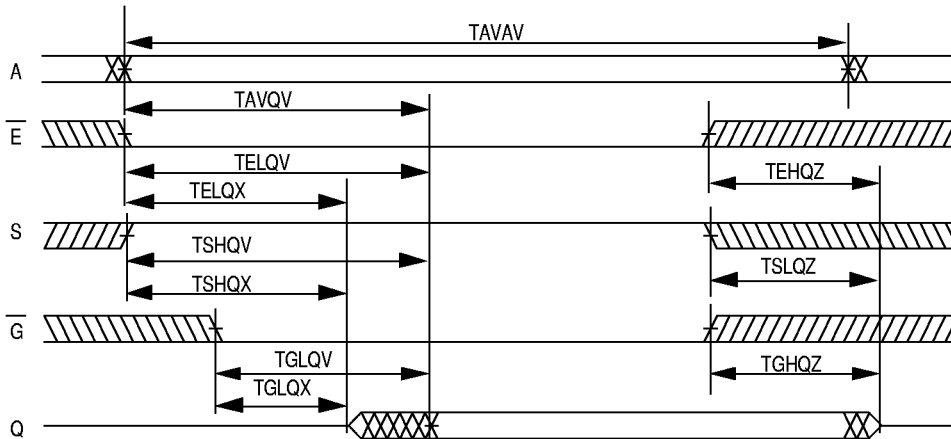 TAVAV
A
TAVQV
E
TELQV
TEHQZ
TELQX
S
TSHQV
TSLQZ
TSHQX
G
TGLQV
TGHQZ
TGLQX
Q